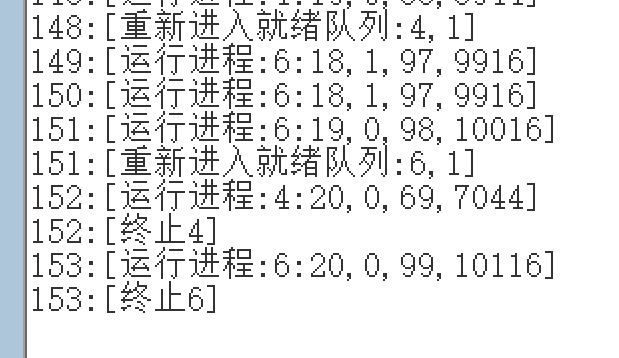 148:[重新进入就绪队列:4,1]
149:[运行进程:6:18,1,97,9916]
150:[运行进程:6:18,1,97,9916]
151:[运行进程:6:19,0,98,10016]
151:[重新进入就绪队列:6,1]
152:[运行进程:4:20,0,69,7044]
152:[终止4]
153:[运行进程:6:20,0,99,10116]
153:[终止6]